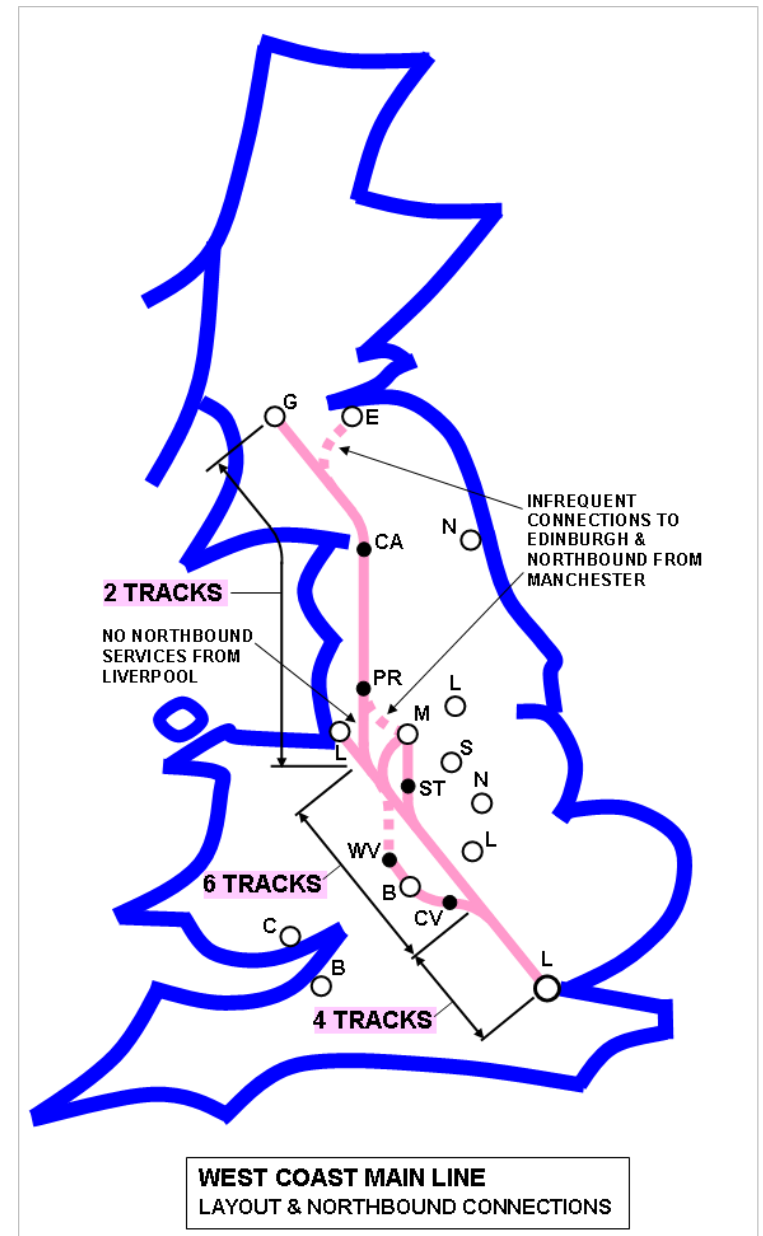 G
E
INFREQUENT
CONNECTIONS TO
EDINBURGH &
NORTHBOUND FROM
MANCHESTER
N
CA
2 TRACKS
NO NORTHBOUND
SERVICES FROM
LIVERPOOL
PR
L
M
L
S
ST
N
WV
L
6 TRACKS
B
CV
C
B
L
4 TRACKS
WEST COAST MAIN LINE
LAYOUT & NORTHBOUND CONNECTIONS